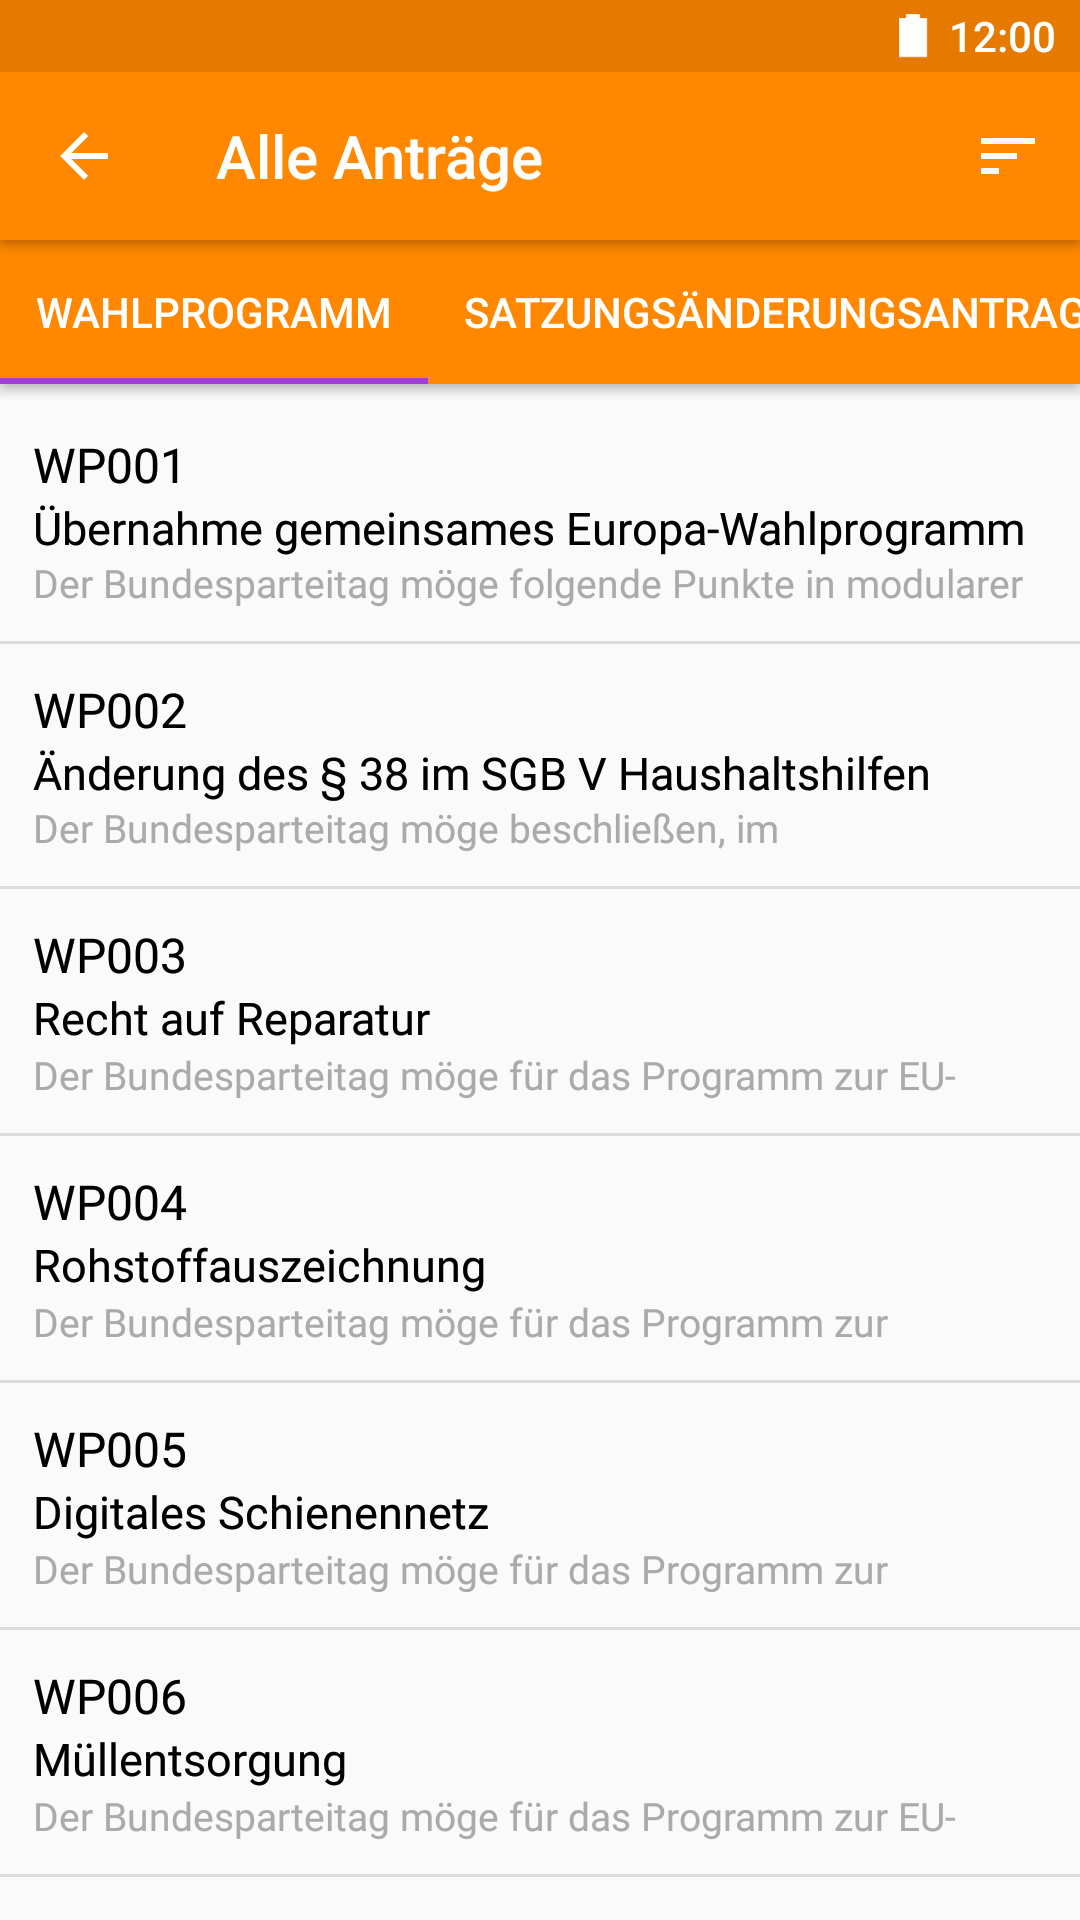 12:00
Alle Anträge
WAHLPROGRAMM SATZUNGSÄNDERUNGSANTRAG
WP001
Übernahme gemeinsames Europa-Wahlprogramm
Der Bundesparteitag möge folgende Punkte in modularer
WP002
Änderung des § 38 im SGB V Haushaltshilfen
Der Bundesparteitag möge beschließen, im
WP003
Recht auf Reparatur
Der Bundesparteitag möge für das Programm zur EU-
WP004
Rohstoffauszeichnung
Der Bundesparteitag möge für das Programm zur
WP005
Digitales Schienennetz
Der Bundesparteitag möge für das Programm zur
WP006
Müllentsorgung
Der Bundesparteitag möge für das Programm zur EU-